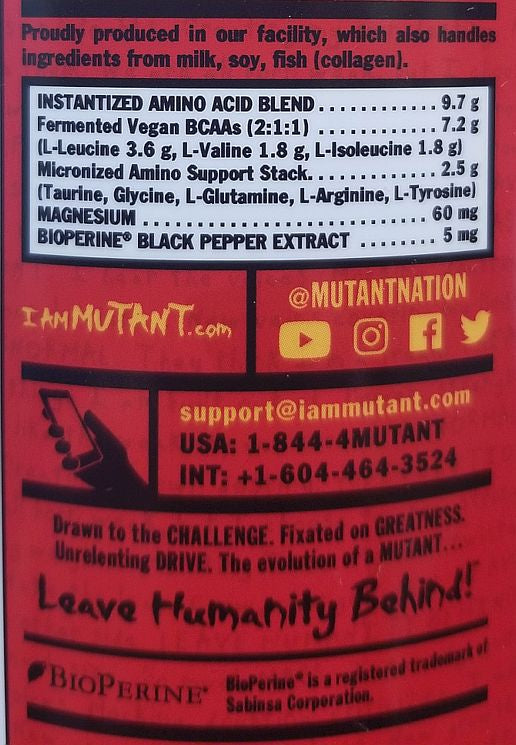 Proudly produced in our facility, which also handles
ingredients from milk, soy, fish (collagen).
INSTANTIZED AMINO ACID BLEND ............... 9.7 g
Fermented Vegan BCAAs (2:1:1) ............... 7.2 g
(L-Leucine 3.6 g, L-Valine 1.8 g, L-Isoleucine 1.8 g)
Micronized Amino Support Stack............... 2.5 g
(Taurine, Glycine, L-Glutamine, L-Arginine, L-Tyrosine)
MAGNESIUM ............................... 60 mg
BIOPERINE® BLACK PEPPER EXTRACT ........ 5 mg
IAMMUTANT.com
@MUTANTNATION
support@iammutant.com
USA: 1-844-4MUTANT
INT: +1-604-464-3524
Drawn to the CHALLENGE. Fixated on GREATNESS.
Unrelenting DRIVE. The evolution of a MUTANT...
Leave Humanity Behind!
BIOPERINE®
BioPerine® is a registered trademark of
Sabinsa Corporation.